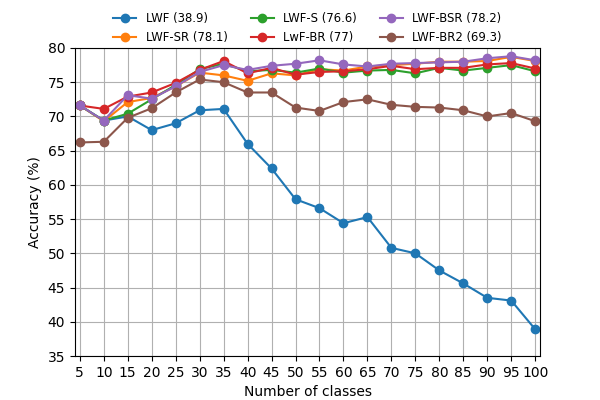 LWF (38.9) LWF-S (76.6) LWF-BSR (78.2)
LWF-SR (78.1) LwF-BR (77) LWF-BR2 (69.3)
80
75
70
65
60
55
50
45
40
35
Accuracy (%)
5 10 15 20 25 30 35 40 45 50 55 60 65 70 75 80 85 90 95 100
Number of classes